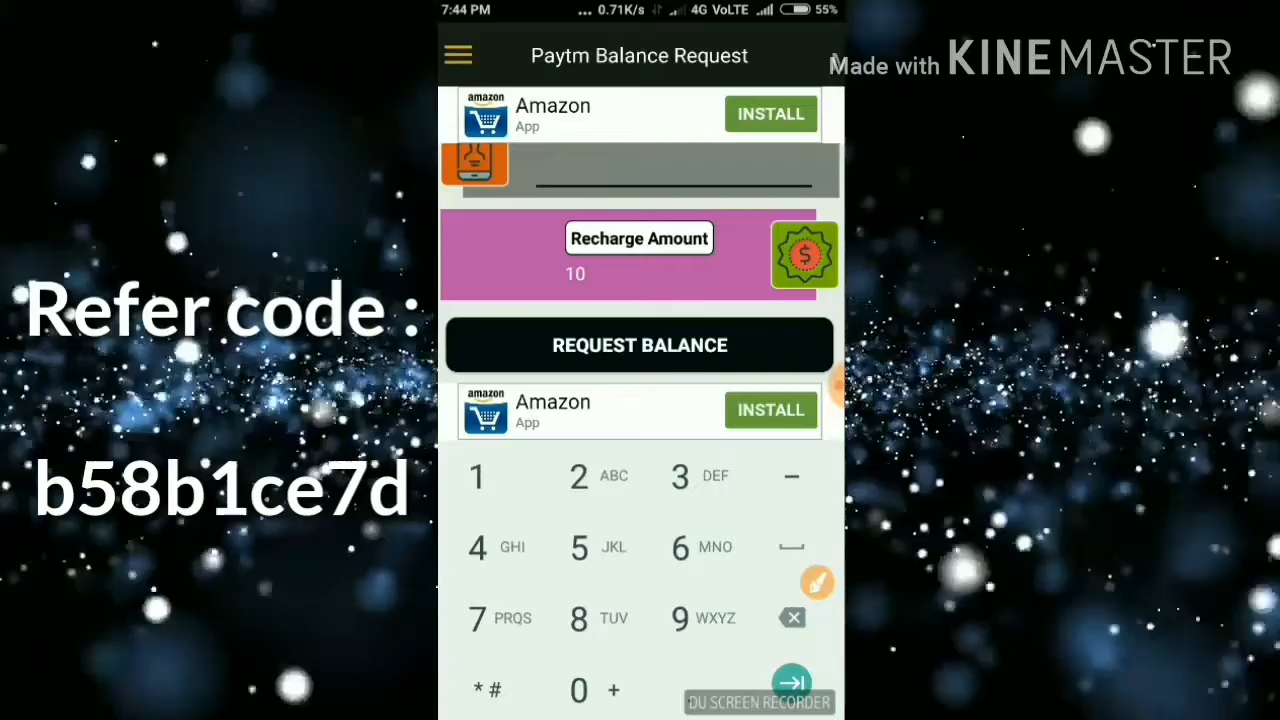 7:44 PM
... 0.71K/s 4G VoLTE 55%
Paytm Balance Request
Made with KINEMASTER
amazon
Amazon
App
INSTALL
Recharge Amount
10
$
Refer code :
b58b1ce7d
REQUEST BALANCE
amazon
Amazon
App
INSTALL
1 2 ABC 3 DEF -
4 GHI 5 JKL 6 MNO
7 PRQS 8 TUV 9 WXYZ
* # 0 +
DU SCREEN RECORDER